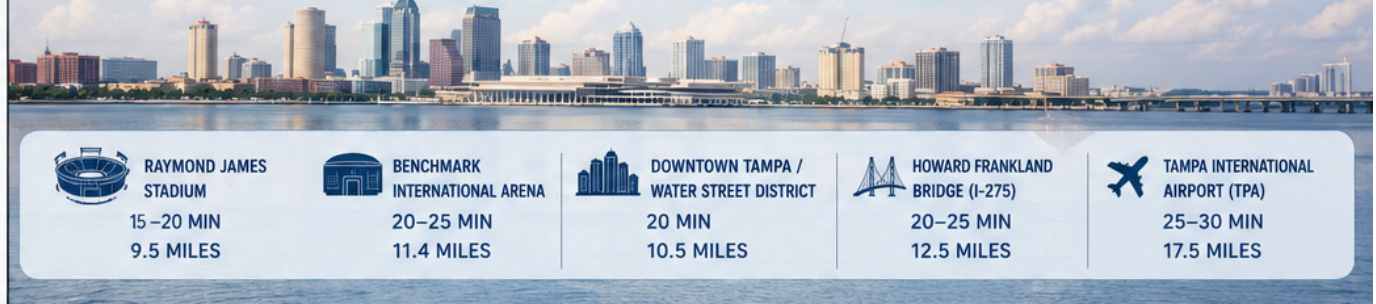 RAYMOND JAMES
STADIUM
15–20 MIN
9.5 MILES
BENCHMARK
INTERNATIONAL ARENA
20–25 MIN
11.4 MILES
DOWNTOWN TAMPA /
WATER STREET DISTRICT
20 MIN
10.5 MILES
HOWARD FRANKLAND
BRIDGE (I-275)
20–25 MIN
12.5 MILES
TAMPA INTERNATIONAL
AIRPORT (TPA)
25–30 MIN
17.5 MILES